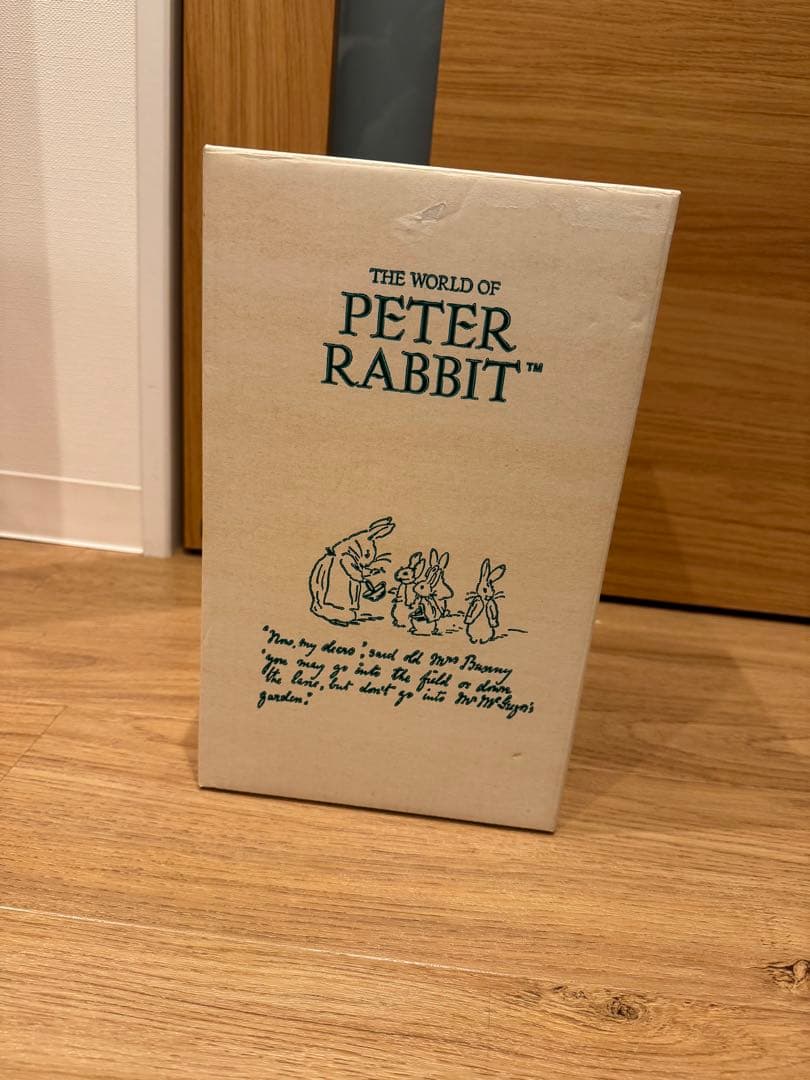 THE WORLD OF
PETER
RABBIT™
"Now, my dears", said old Mrs Bunny
"you may go into the field or down
the lane, but don't go into Mr McGregor's
garden."